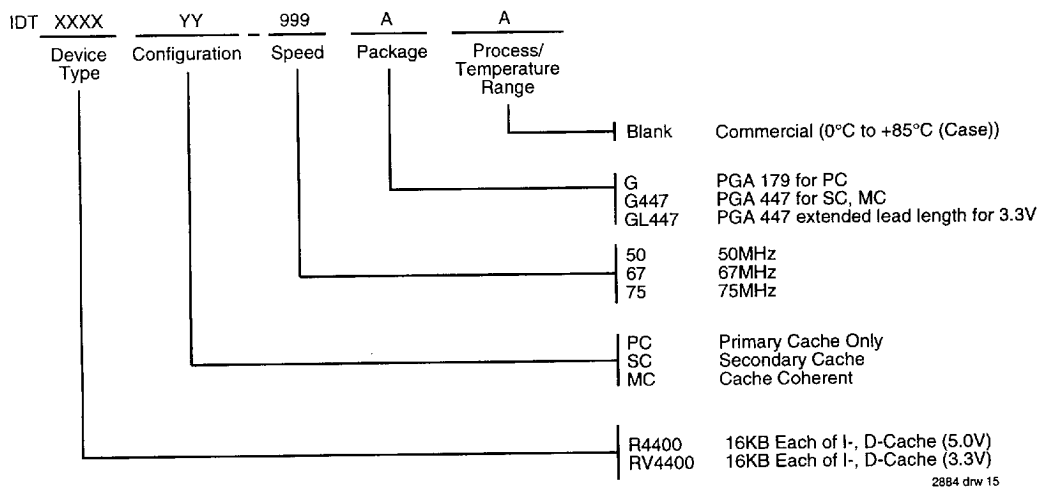 IDT XXXX YY - 999 A A
Device Type Configuration Speed Package Process/ Temperature Range
Blank Commercial (0°C to +85°C (Case))
G PGA 179 for PC
G447 PGA 447 for SC, MC
GL447 PGA 447 extended lead length for 3.3V
50 50MHz
67 67MHz
75 75MHz
PC Primary Cache Only
SC Secondary Cache
MC Cache Coherent
R4400 16KB Each of I-, D-Cache (5.0V)
RV4400 16KB Each of I-, D-Cache (3.3V)
2884 drw 15